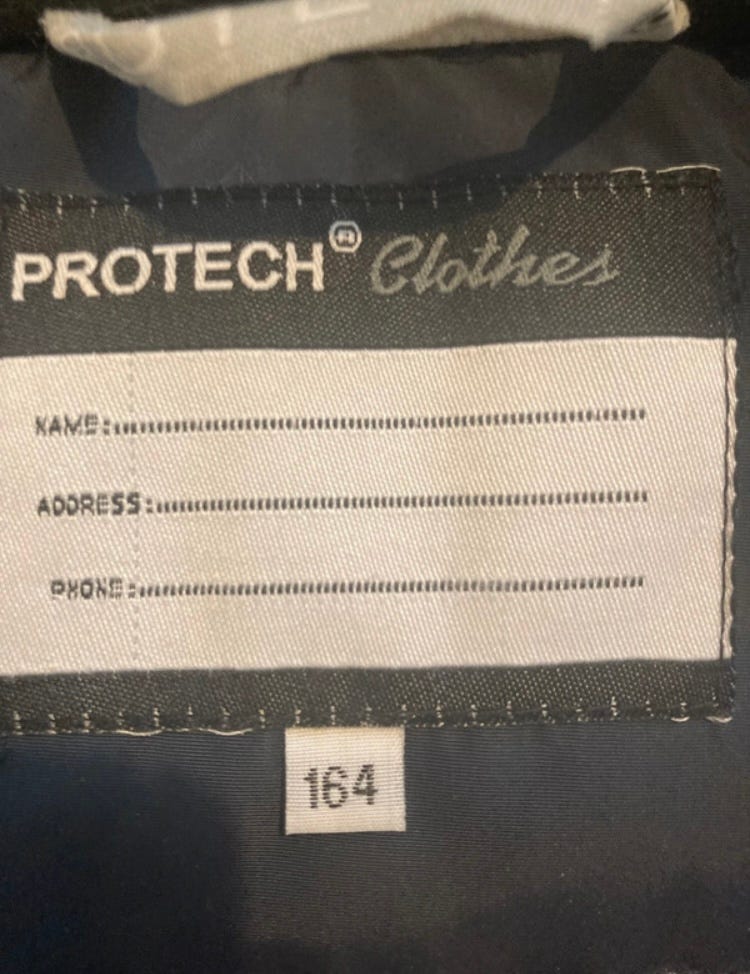 PROTECH® Clothes
NAME:
ADDRESS:
PHONE:
164